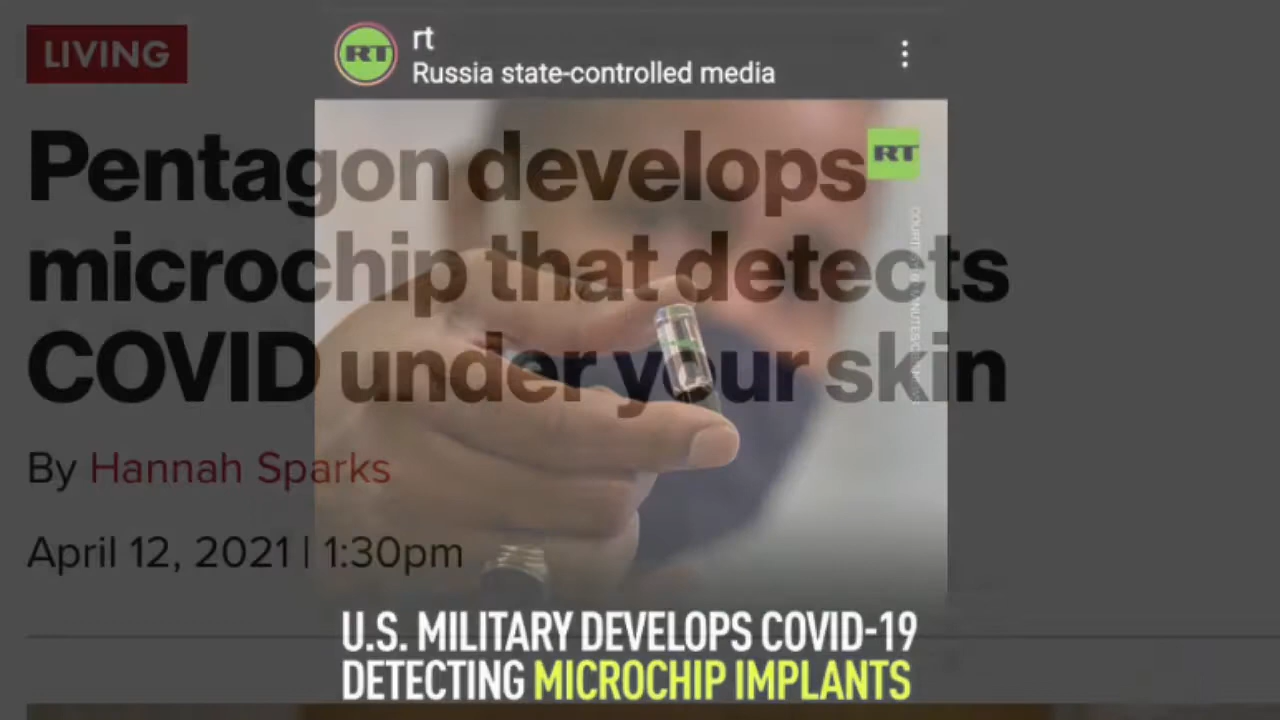 LIVING
RT
rt
Russia state-controlled media
RT
Pentagon develops
microchip that detects
COVID under your skin
By Hannah Sparks
April 12, 2021 | 1:30pm
U.S. MILITARY DEVELOPS COVID-19
DETECTING MICROCHIP IMPLANTS